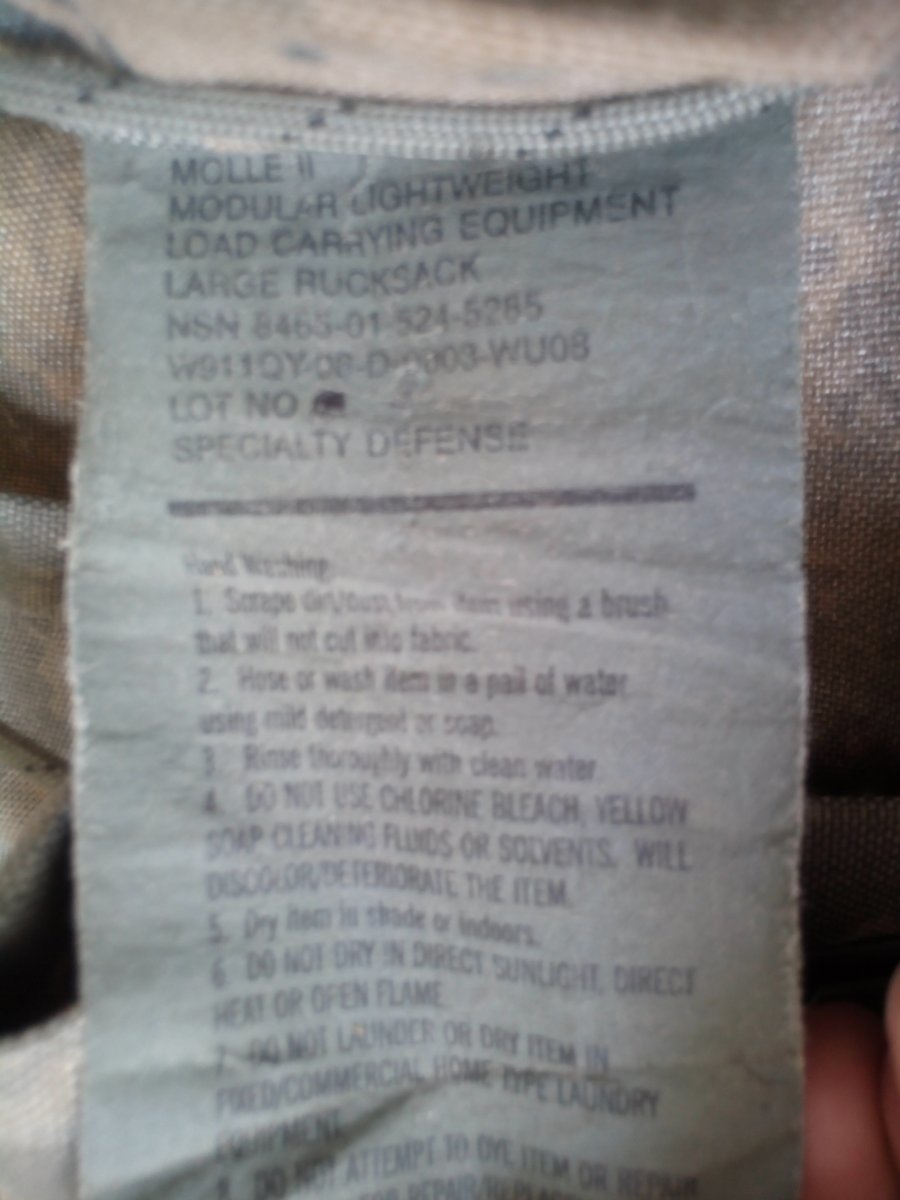 MOLLE II
MODULAR LIGHTWEIGHT
LOAD CARRYING EQUIPMENT
LARGE RUCKSACK
NSN 8465-01-524-5285
LOT NO
SPECIALTY DEFENSE
Hand Washing
1. Scrape dirt/dust from item using a brush
that will not cut into fabric.
2. Hose or wash item in a pail of water
using mild detergent or soap.
3. Rinse thoroughly with clean water.
4. DO NOT USE CHLORINE BLEACH, YELLOW
SOAP CLEANING FLUIDS OR SOLVENTS. WILL
DISCOLOR/DETERIORATE THE ITEM.
5. Dry item in shade or indoors.
6. DO NOT DRY IN DIRECT SUNLIGHT, DIRECT
HEAT OR OPEN FLAME.
7. DO NOT LAUNDER OR DRY ITEM IN
FIXED/COMMERCIAL HOME TYPE LAUNDRY
EQUIPMENT.
8. DO NOT ATTEMPT TO DYE ITEM OR REPAIR